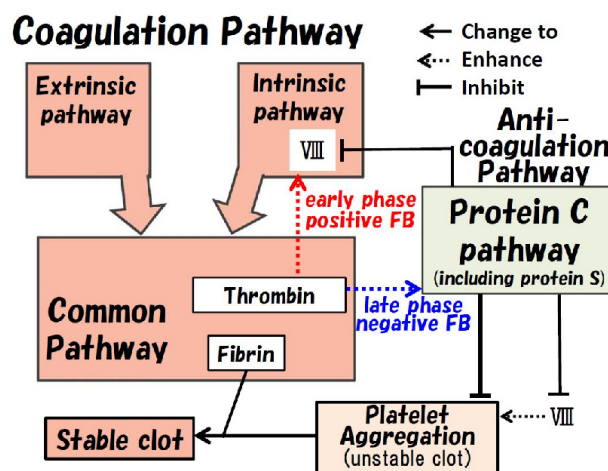 Coagulation Pathway
Change to
Enhance
Inhibit
Extrinsic
pathway
Intrinsic
pathway
Ⅷ
Anti-
coagulation
Pathway
early phase
positive FB
Protein C
pathway
(including protein S)
Thrombin
late phase
negative FB
Common
Pathway
Fibrin
Stable clot
Platelet
Aggregation
(unstable clot)
Ⅷ